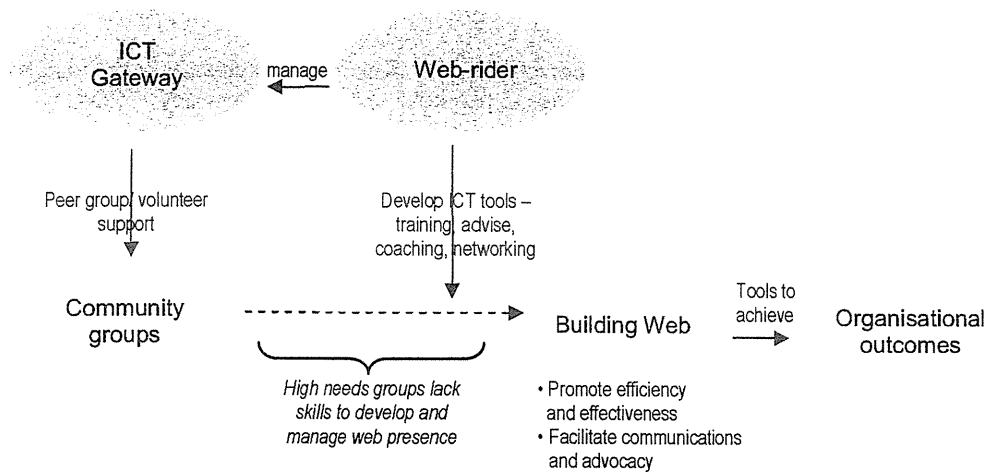 ICT
Gateway
manage
Web-rider
Peer group/ volunteer
support
Develop ICT tools –
training, advise,
coaching, networking
Community
groups
Building Web
Tools to
achieve
Organisational
outcomes
High needs groups lack
skills to develop and
manage web presence
• Promote efficiency
and effectiveness
• Facilitate communications
and advocacy